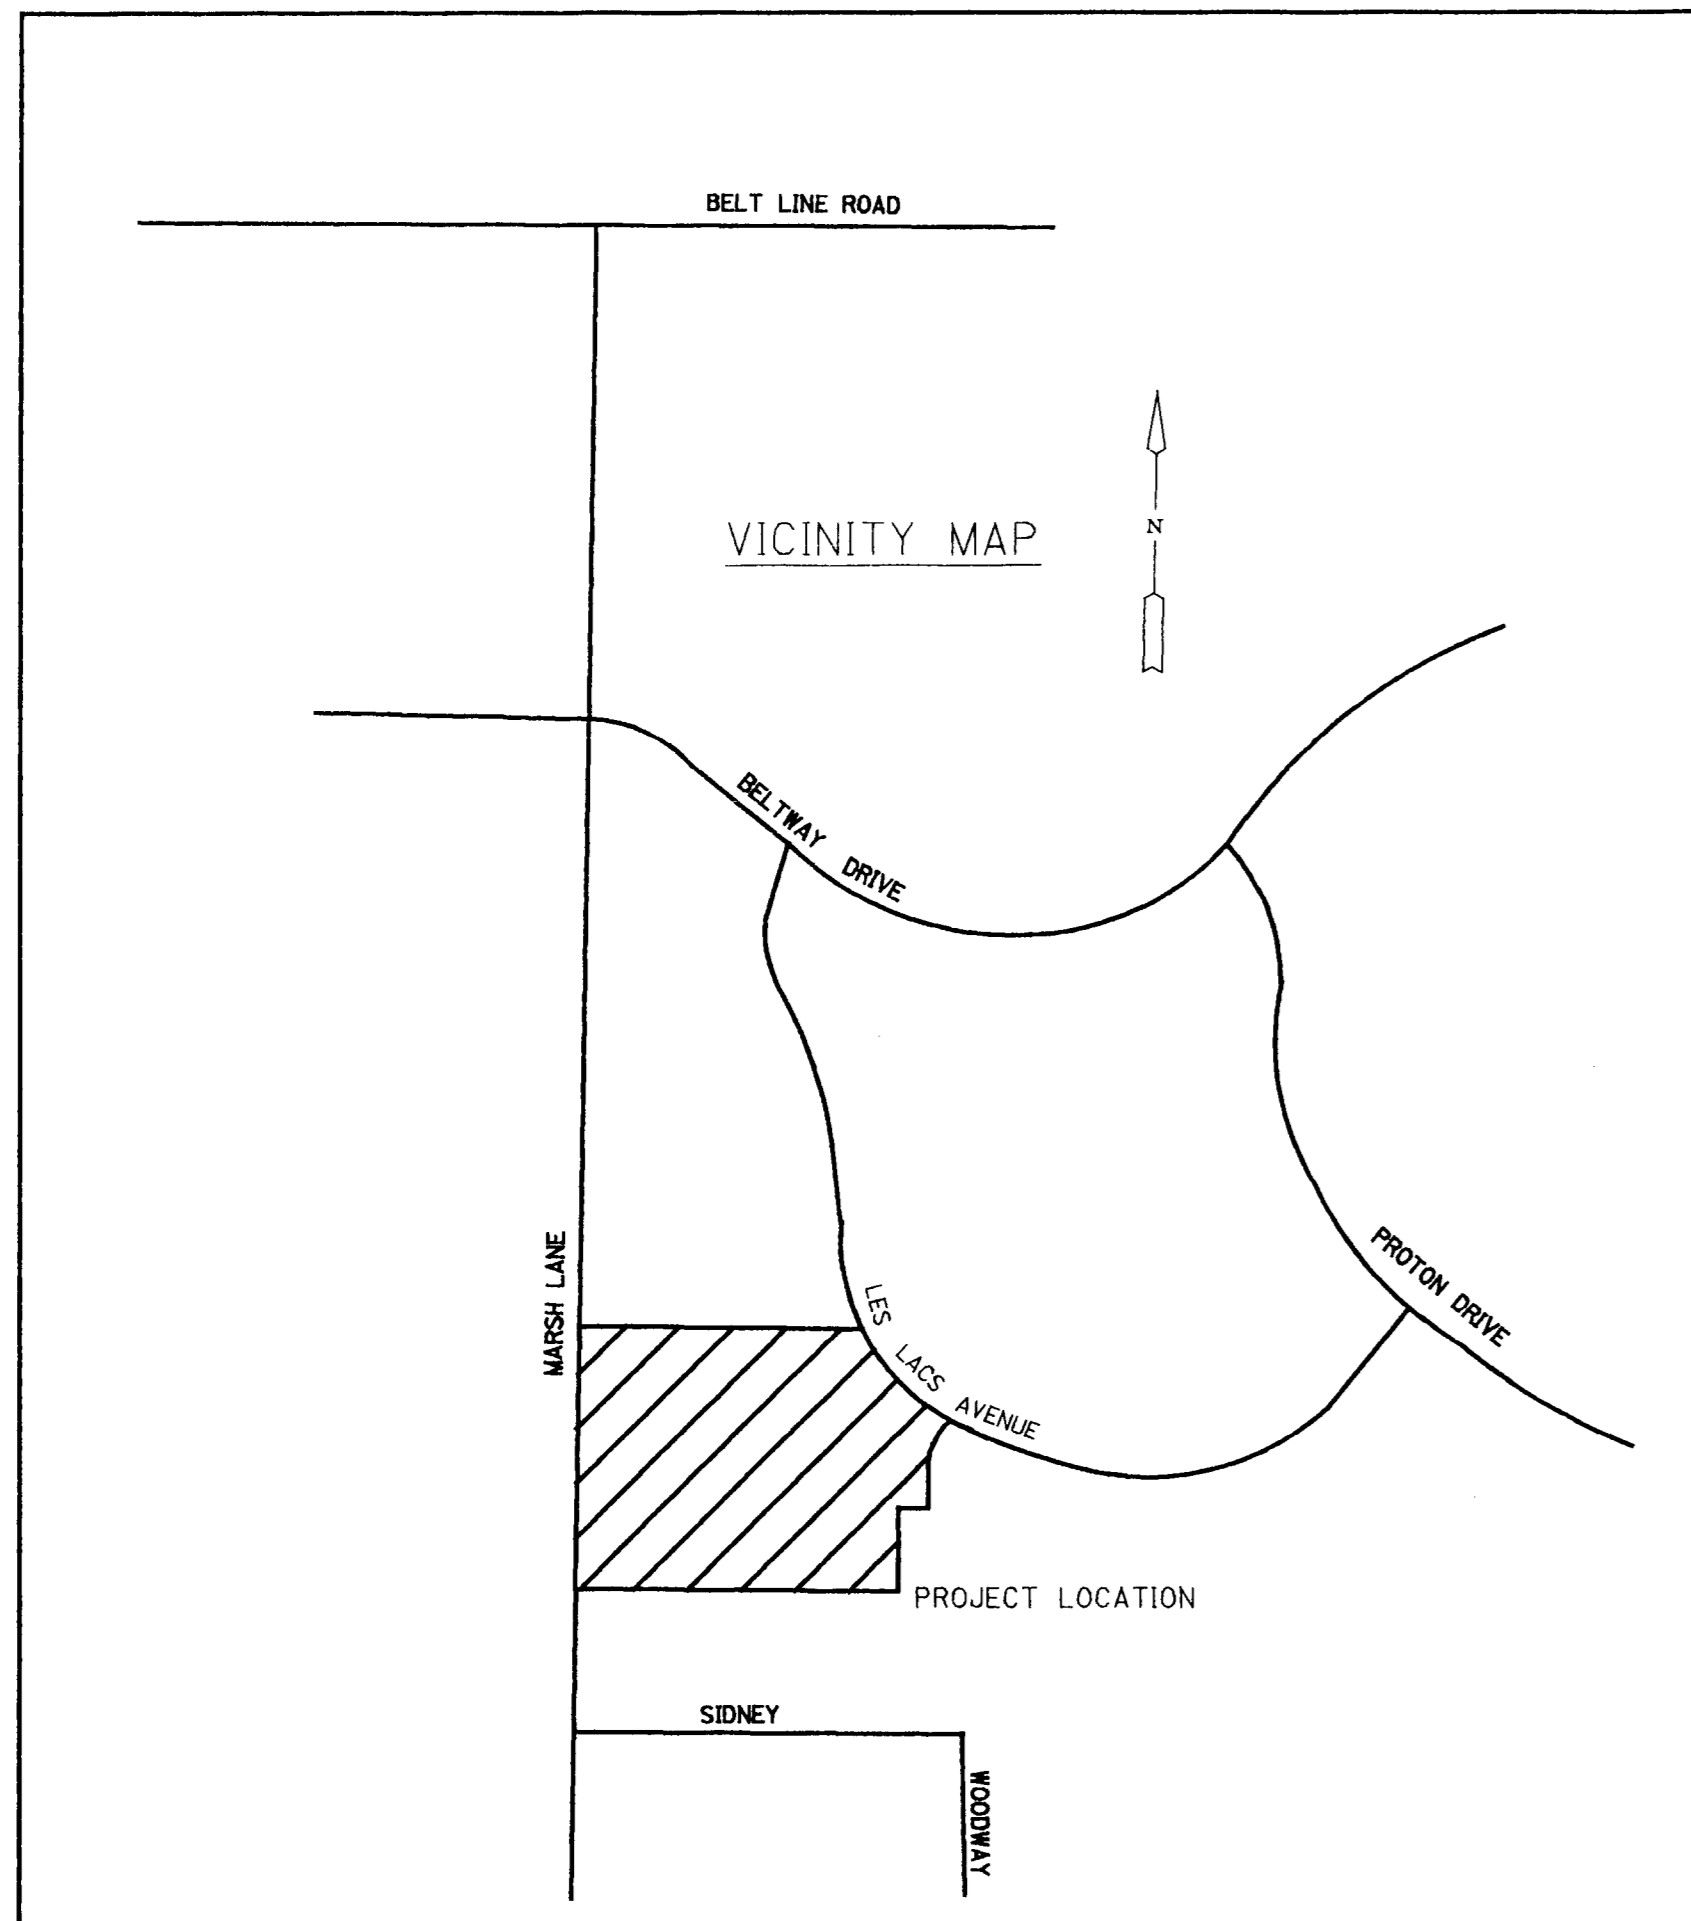 BELT LINE ROAD
VICINITY MAP
N
BELTWAY DRIVE
MARSH LANE
LES LACS AVENUE
PROTON DRIVE
PROJECT LOCATION
SIDNEY
WOODWAY